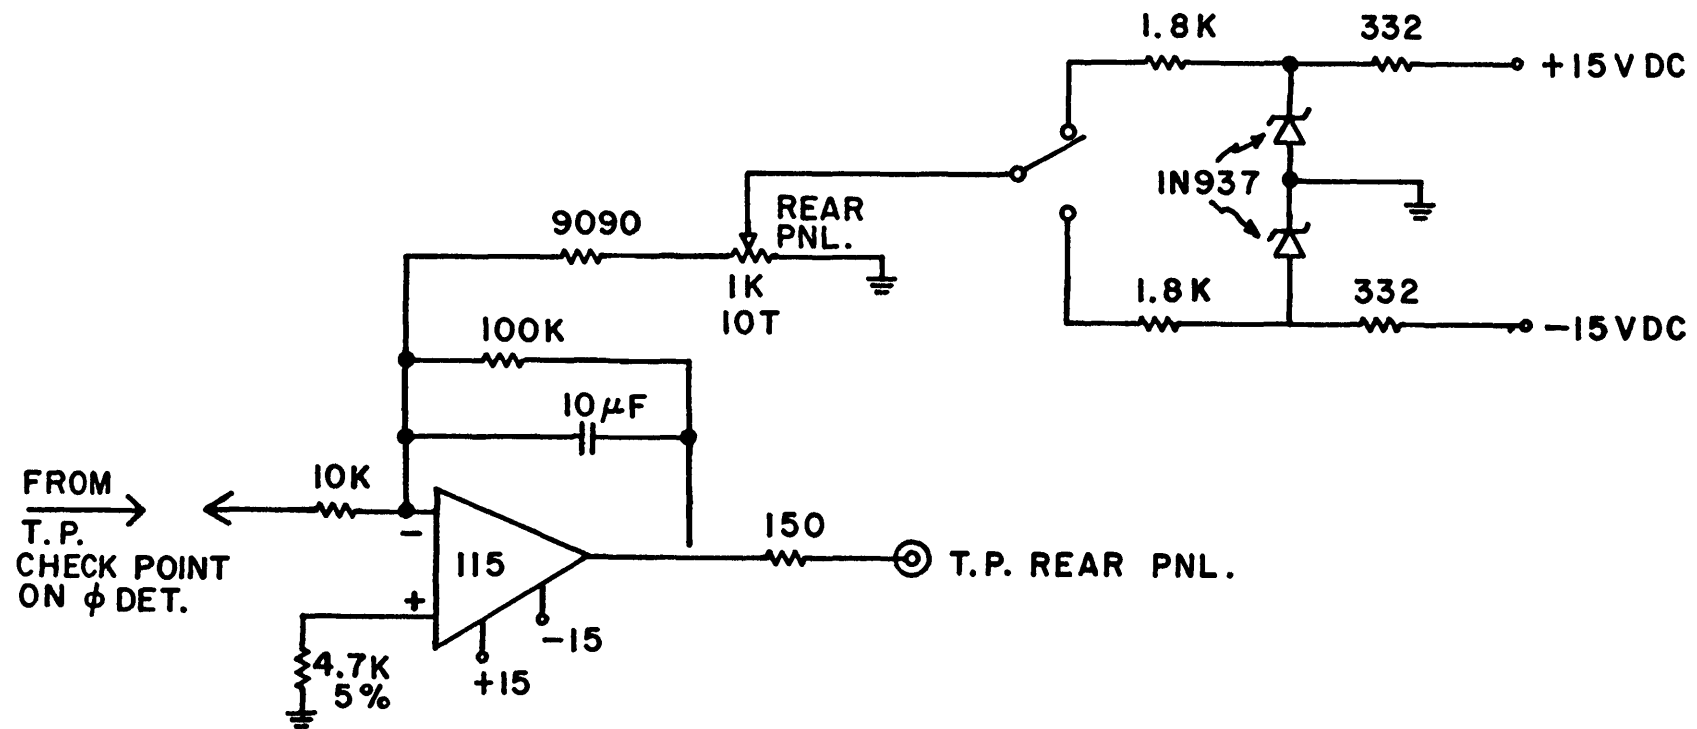 1.8K
332
+15VDC
1N937
REAR
PNL.
9090
1K
10T
1.8K
332
-15VDC
100K
10μF
10K
FROM
T.P.
CHECK POINT
ON ϕ DET.
-
115
+
150
T.P. REAR PNL.
-15
+15
4.7K
5%